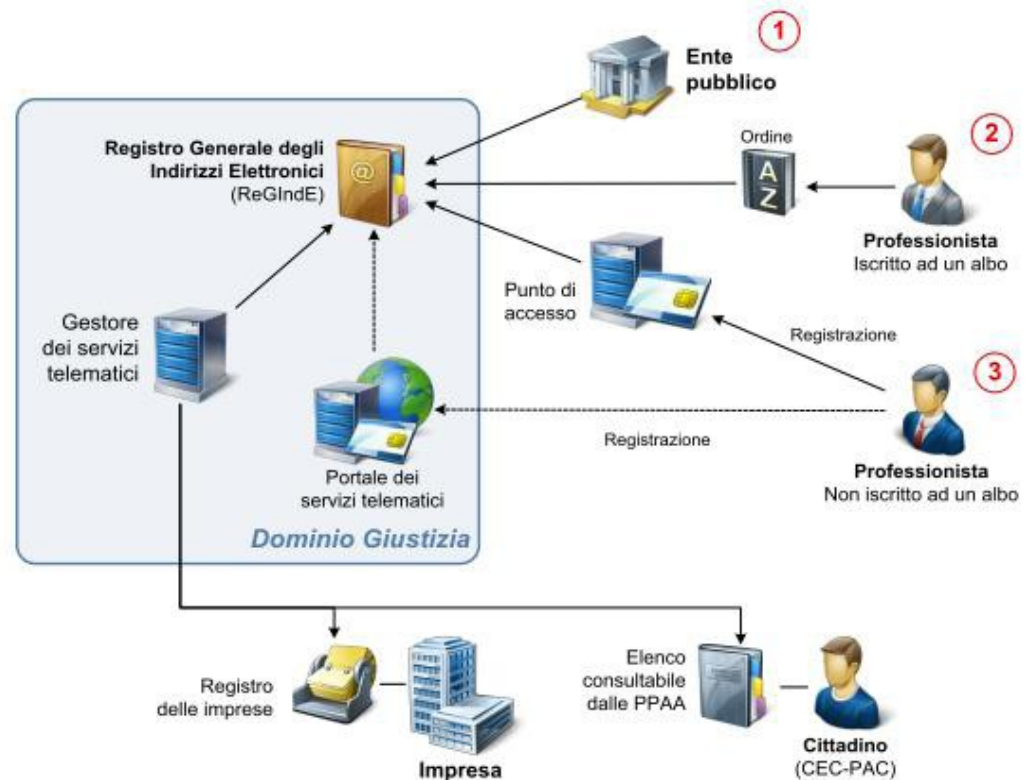 1
Ente
pubblico
Registro Generale degli
Indirizzi Elettronici
(ReGIndE)
@
Ordine
A
Z
2
Professionista
Iscritto ad un albo
Punto di
accesso
Registrazione
Gestore
dei servizi
telematici
3
Registrazione
Professionista
Non iscritto ad un albo
Portale dei
servizi telematici
Dominio Giustizia
Registro
delle imprese
Impresa
Elenco
consultabile
dalle PPAA
Cittadino
(CEC-PAC)